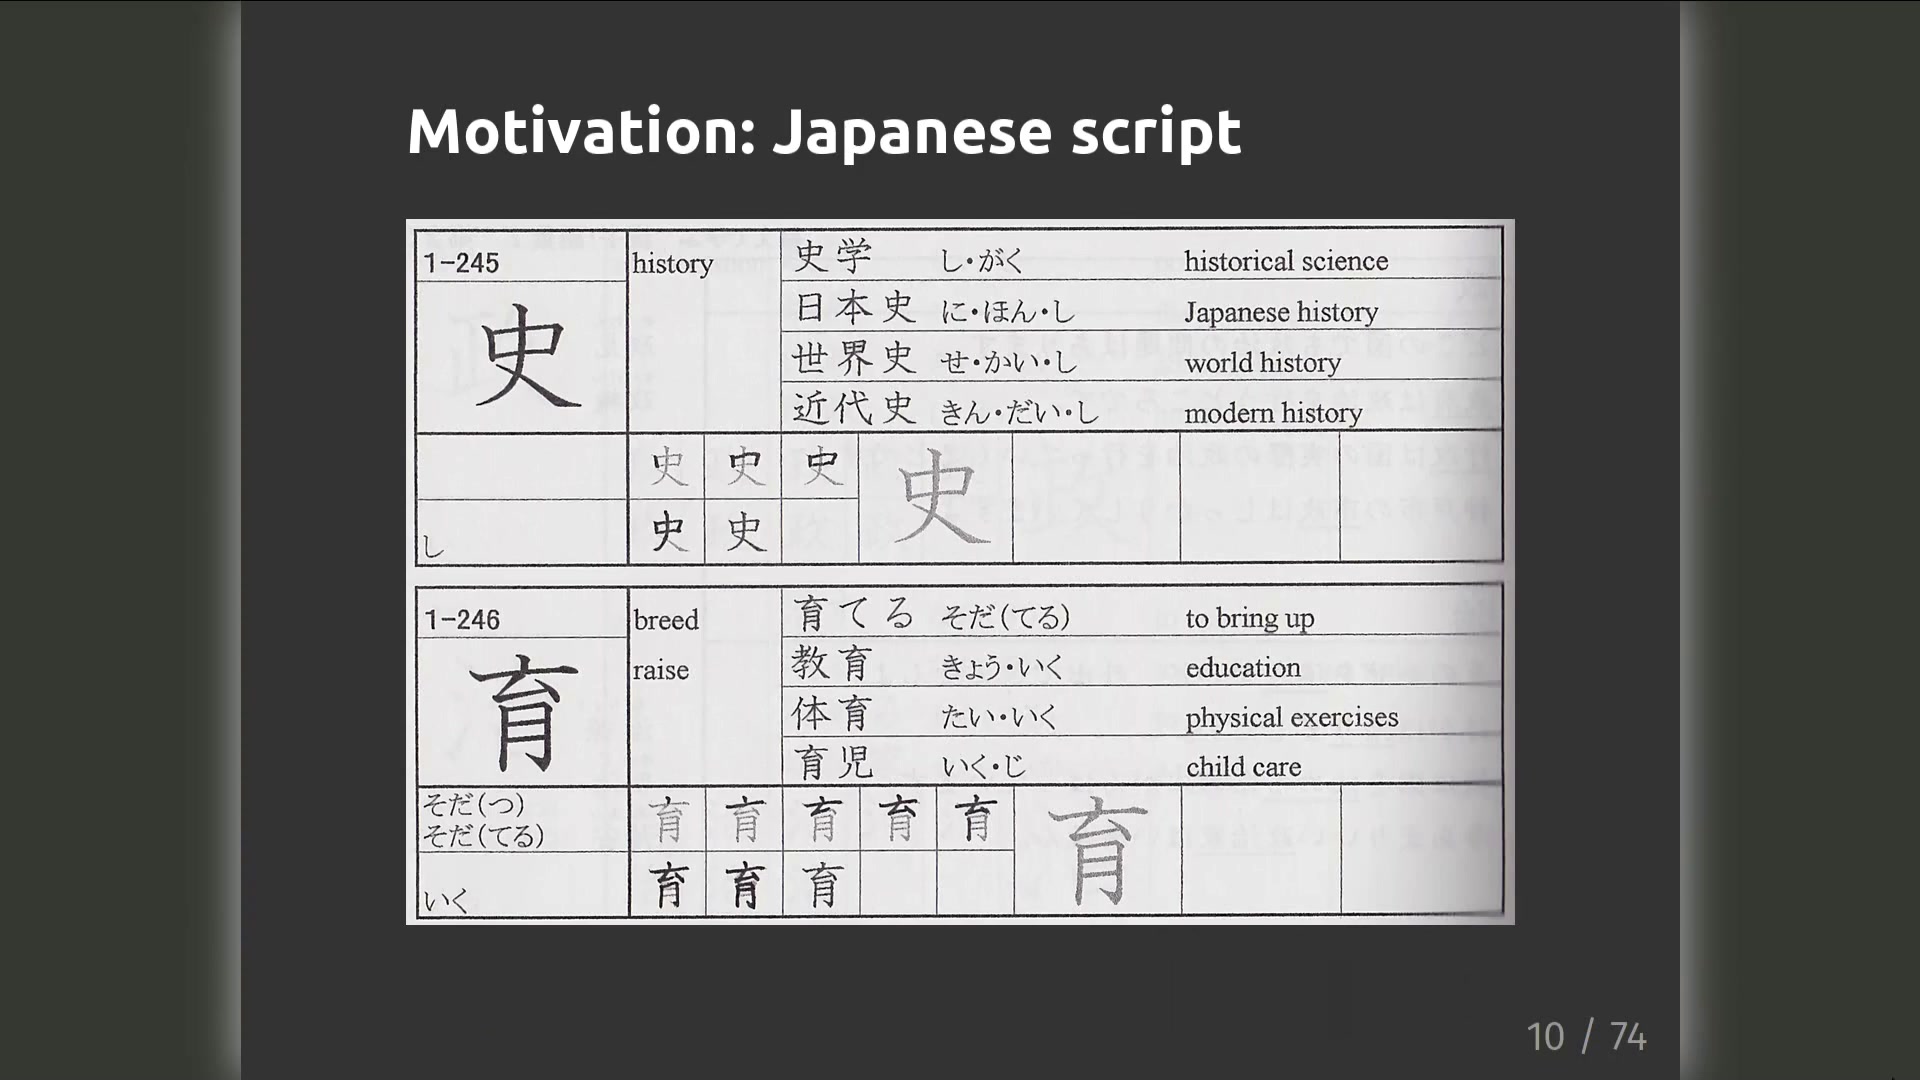 Motivation: Japanese script
1-245
history
史学 し・がく historical science
日本史 に・ほん・し Japanese history
世界史 せ・かい・し world history
近代史 きん・だい・し modern history
史
史 史 史 史
し
史 史
1-246
breed
raise
育てる そだ(てる) to bring up
教育 きょう・いく education
体育 たい・いく physical exercises
育児 いく・じ child care
育
そだ(つ)
そだ(てる)
育 育 育 育 育 育
いく
育 育 育
10 / 74